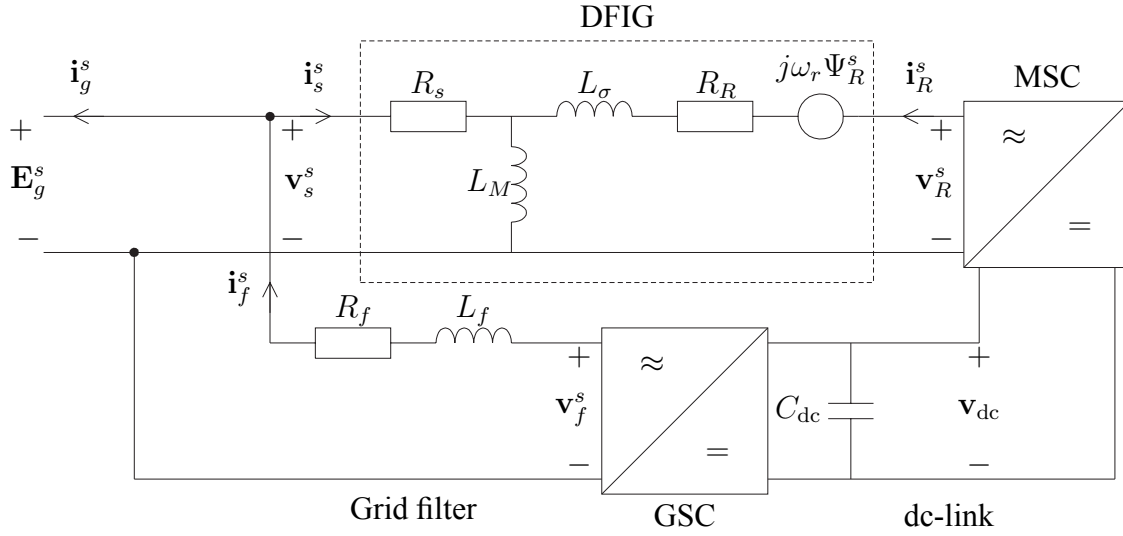 DFIG
i_g^s
i_s^s
R_s
L_σ
R_R
jω_r Ψ_R^s
i_R^s
MSC
+
+
+
≈
E_g^s
v_s^s
L_M
v_R^s
−
−
−
=
i_f^s
R_f
L_f
+
≈
+
v_f^s
C_dc
v_dc
−
=
−
Grid filter
GSC
dc-link